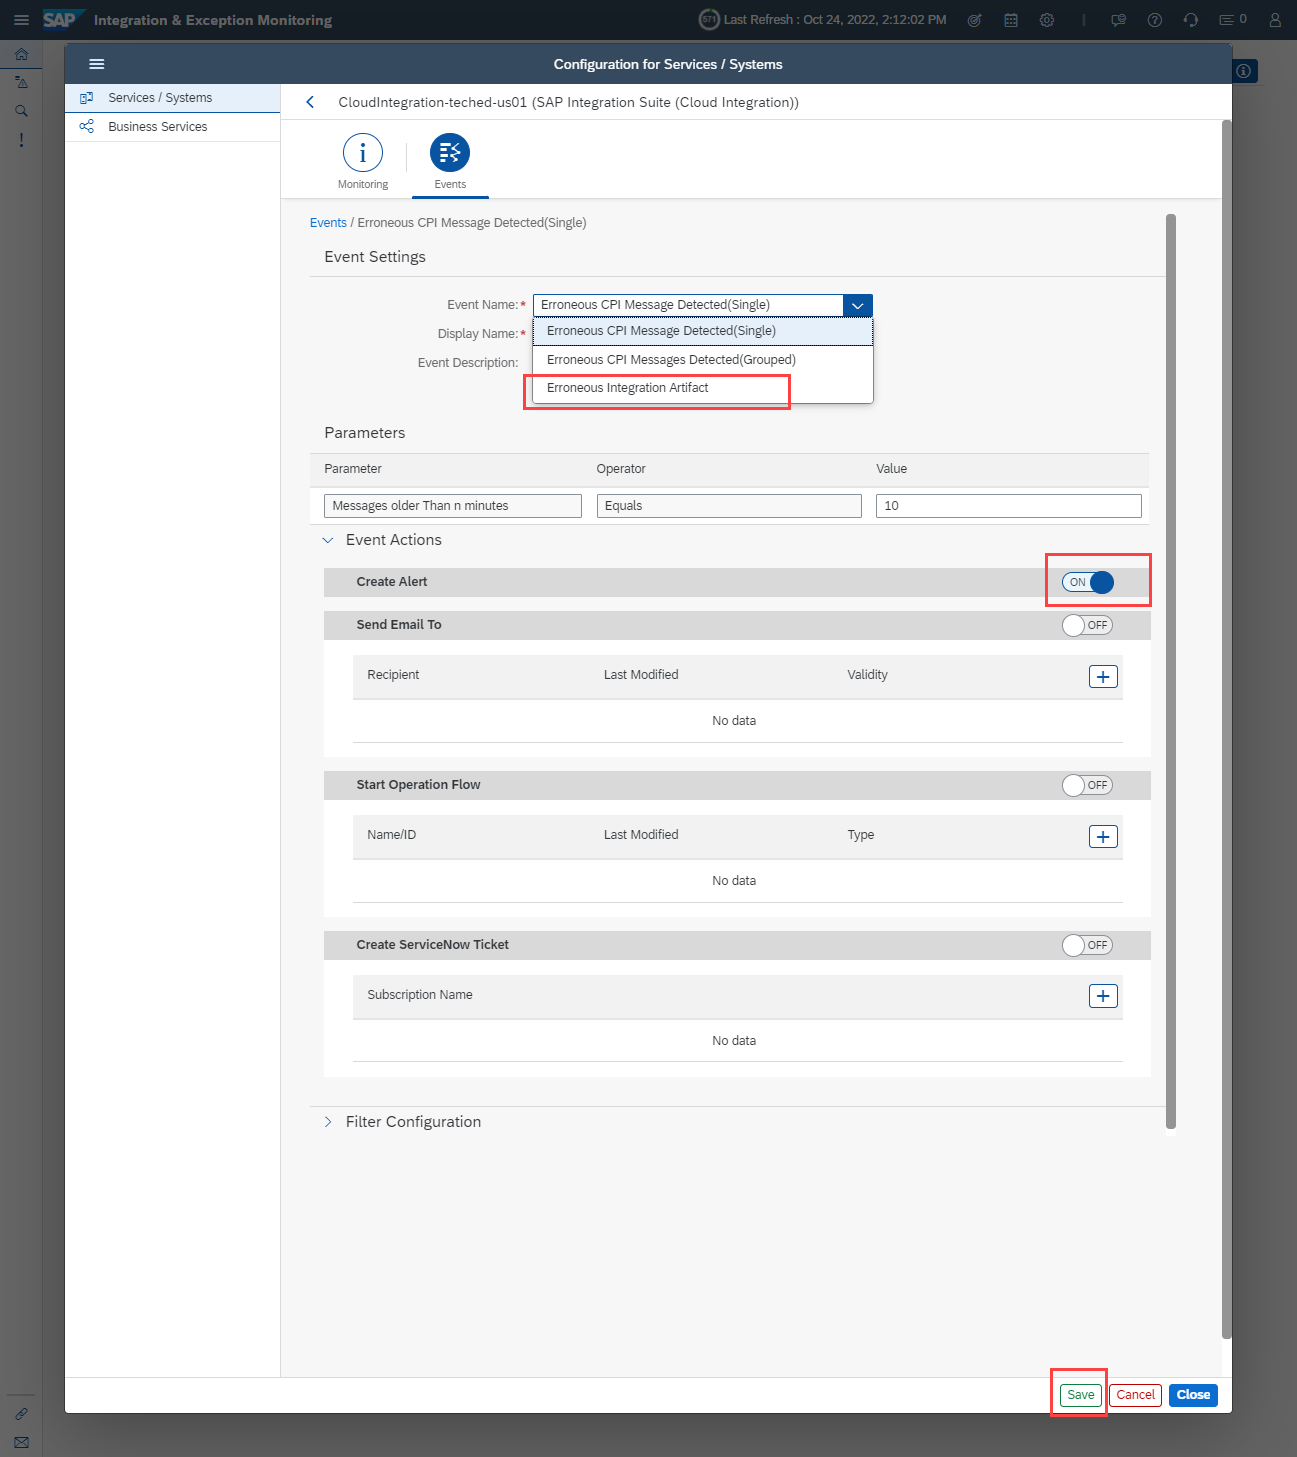 SAP Integration & Exception Monitoring
571 Last Refresh : Oct 24, 2022, 2:12:02 PM
0
Configuration for Services / Systems
Services / Systems
Business Services
CloudIntegration-teched-us01 (SAP Integration Suite (Cloud Integration))
Monitoring
Events
Events / Erroneous CPI Message Detected(Single)
Event Settings
Event Name:* Erroneous CPI Message Detected(Single)
Display Name:*
Event Description:
Erroneous CPI Message Detected(Single)
Erroneous CPI Messages Detected(Grouped)
Erroneous Integration Artifact
Parameters
Parameter Operator Value
Messages older Than n minutes Equals 10
Event Actions
Create Alert ON
Send Email To OFF
Recipient Last Modified Validity
No data
Start Operation Flow OFF
Name/ID Last Modified Type
No data
Create ServiceNow Ticket OFF
Subscription Name
No data
Filter Configuration
Save Cancel Close